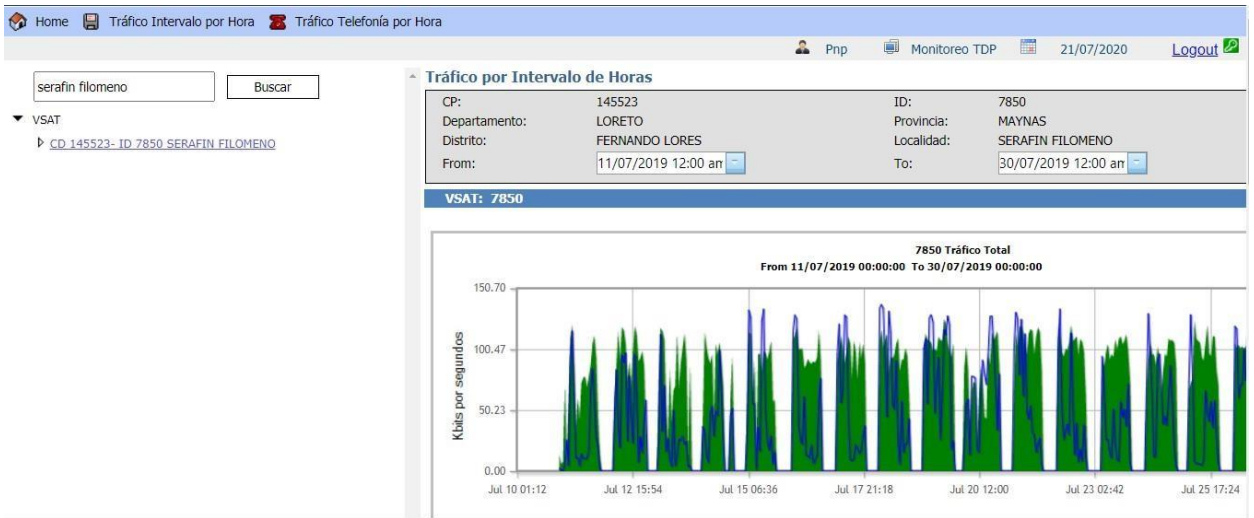 Home Tráfico Intervalo por Hora Tráfico Telefonía por Hora
Pnp Monitoreo TDP 21/07/2020 Logout
serafin filomeno Buscar
VSAT
CD 145523- ID 7850 SERAFIN FILOMENO
Tráfico por Intervalo de Horas
CP: 145523 ID: 7850
Departamento: LORETO Provincia: MAYNAS
Distrito: FERNANDO LORES Localidad: SERAFIN FILOMENO
From: 11/07/2019 12:00 am To: 30/07/2019 12:00 am
VSAT: 7850
7850 Tráfico Total
From 11/07/2019 00:00:00 To 30/07/2019 00:00:00
Kbits por segundos
150.70
100.47
50.23
0.00
Jul 10 01:12 Jul 12 15:54 Jul 15 06:36 Jul 17 21:18 Jul 20 12:00 Jul 23 02:42 Jul 25 17:24